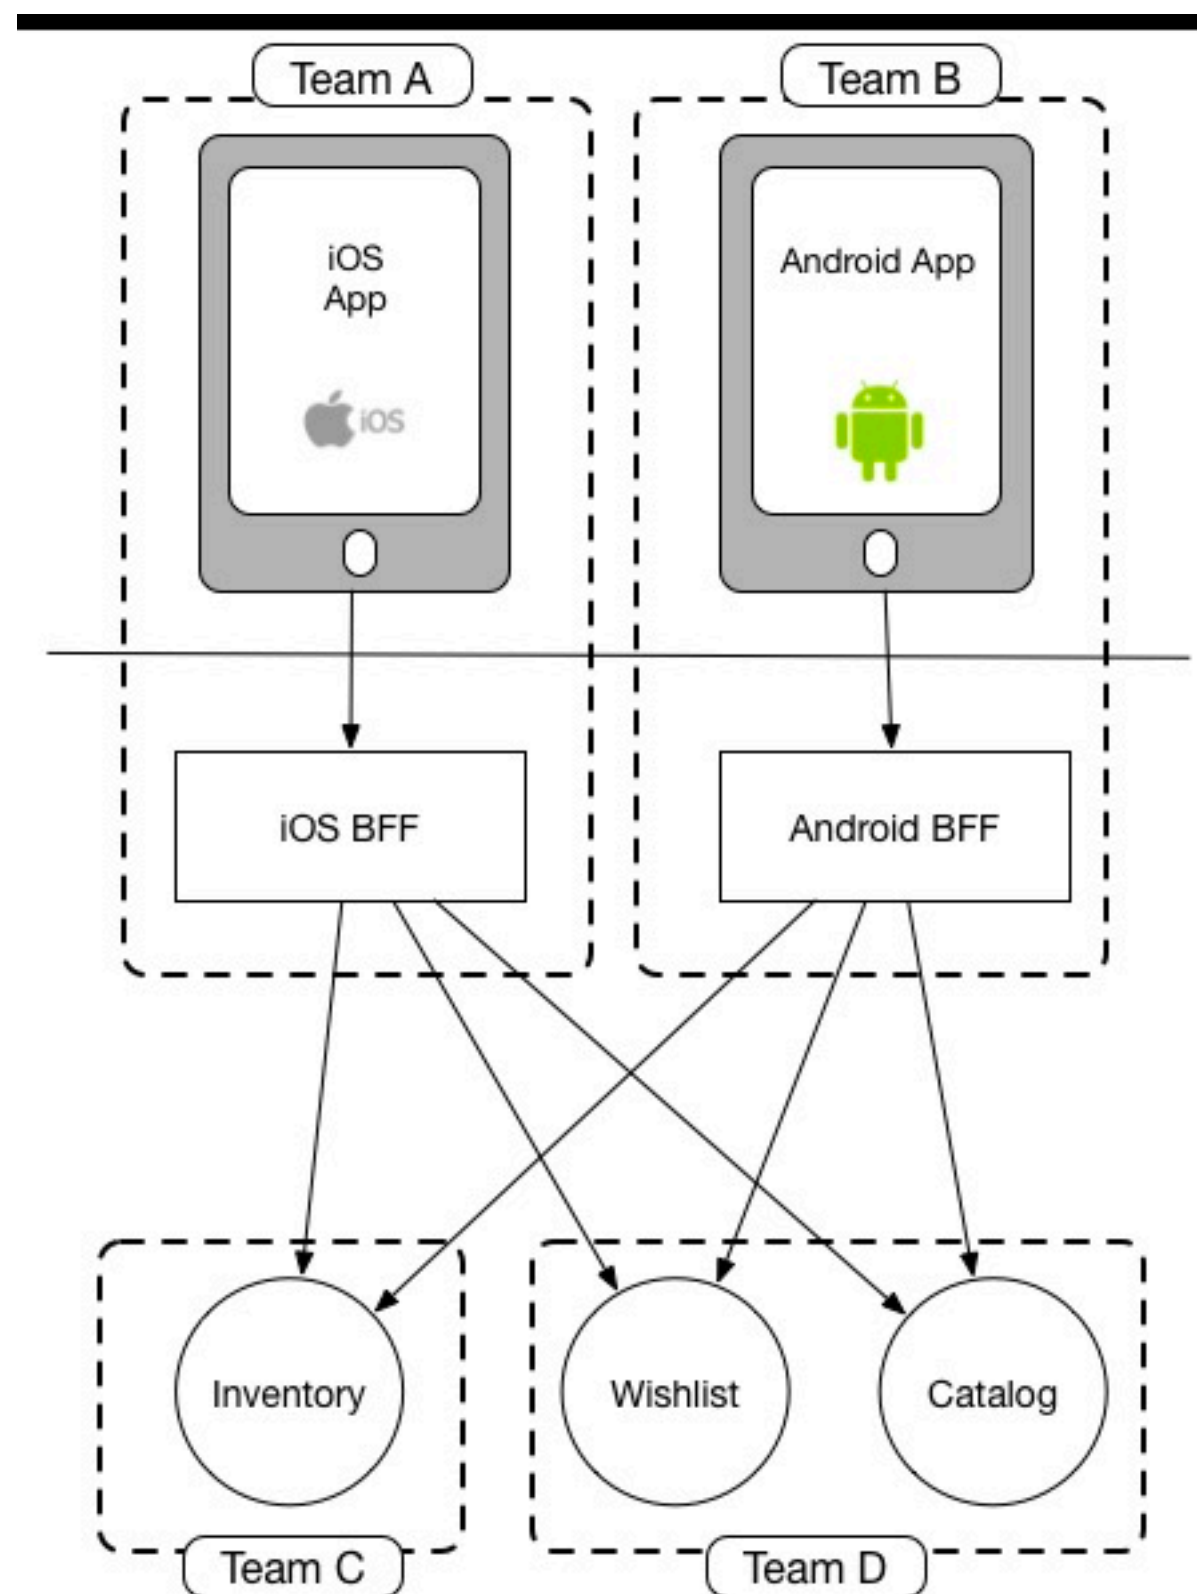 Team A
Team B
iOS
App
Android App
iOS
iOS BFF
Android BFF
Inventory
Wishlist
Catalog
Team C
Team D